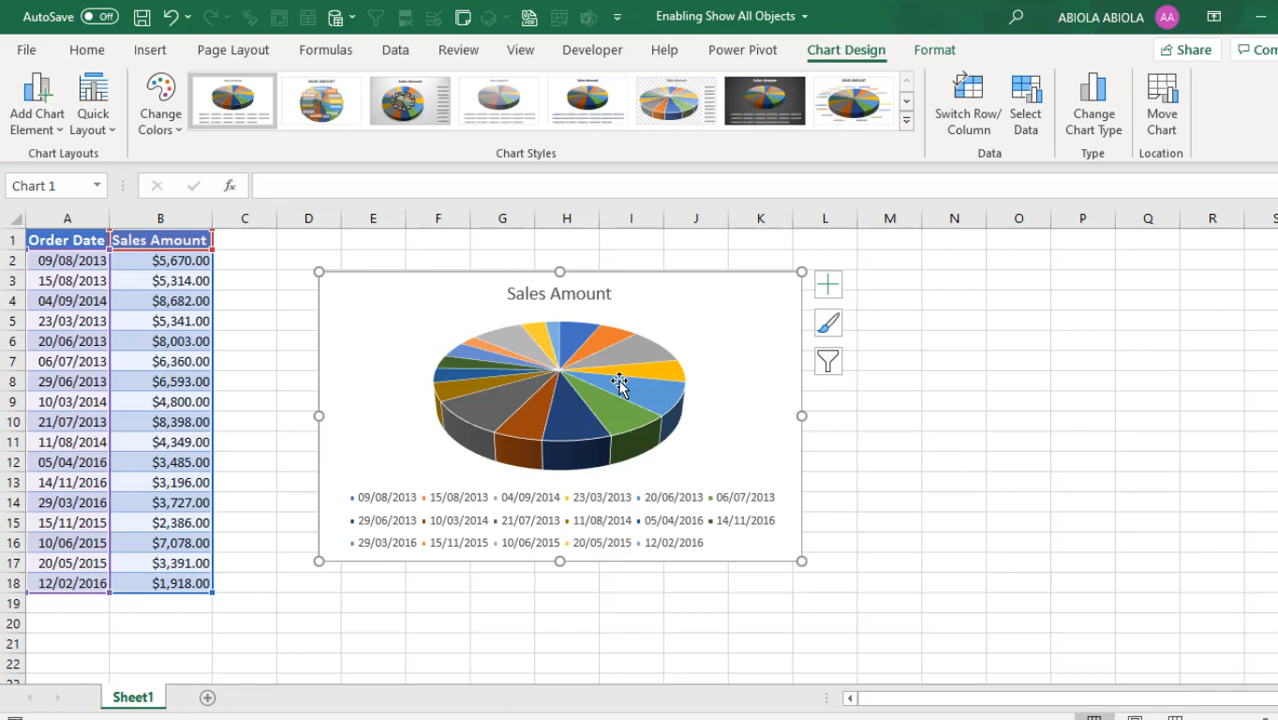 AutoSave Off
Enabling Show All Objects
ABIOLA ABIOLA AA
File Home Insert Page Layout Formulas Data Review View Developer Help Power Pivot Chart Design Format Share
Add Chart Element
Quick Layout
Change Colors
Switch Row/ Column
Select Data
Change Chart Type
Move Chart
Chart Layouts Chart Styles Data Type Location
Chart 1 fx
A B C D E F G H I J K L M N O P Q R
1 Order Date Sales Amount
2 09/08/2013 $5,670.00
3 15/08/2013 $5,314.00
4 04/09/2014 $8,682.00
5 23/03/2013 $5,341.00
6 20/06/2013 $8,003.00
7 06/07/2013 $6,360.00
8 29/06/2013 $6,593.00
9 10/03/2014 $4,800.00
10 21/07/2013 $8,398.00
11 11/08/2014 $4,349.00
12 05/04/2016 $3,485.00
13 14/11/2016 $3,196.00
14 29/03/2016 $3,727.00
15 15/11/2015 $2,386.00
16 10/06/2015 $7,078.00
17 20/05/2015 $3,391.00
18 12/02/2016 $1,918.00
19
20
21
22
Sales Amount
09/08/2013 15/08/2013 04/09/2014 23/03/2013 20/06/2013 06/07/2013
29/06/2013 10/03/2014 21/07/2013 11/08/2014 05/04/2016 14/11/2016
29/03/2016 15/11/2015 10/06/2015 20/05/2015 12/02/2016
Sheet1